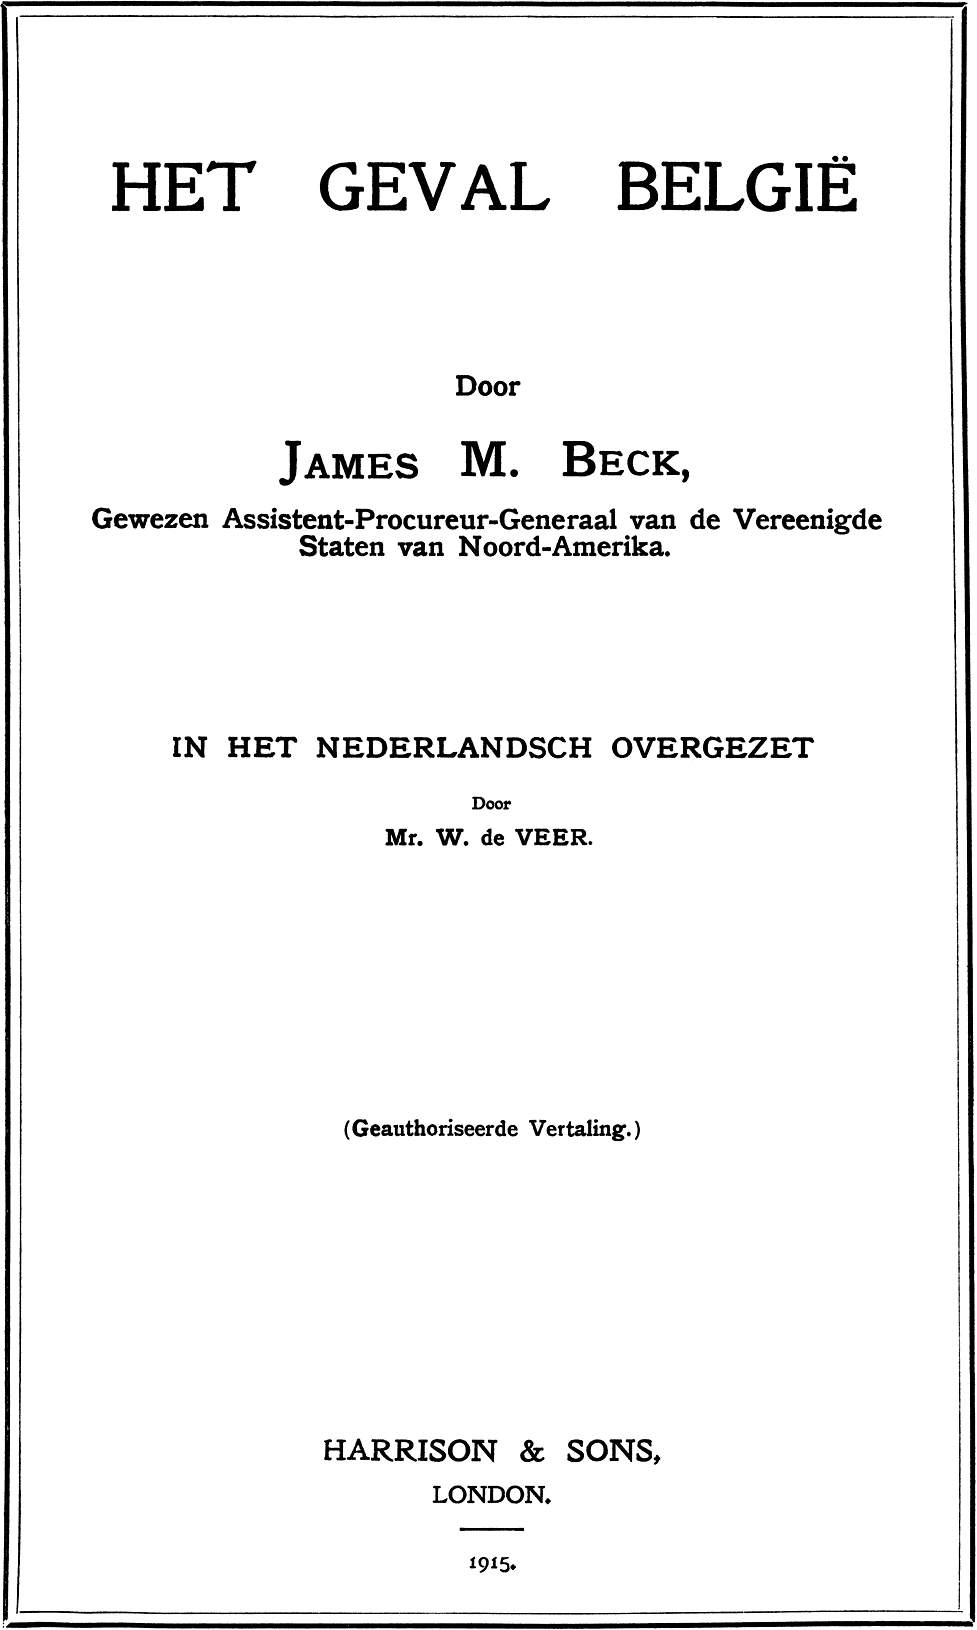 HET GEVAL BELGIË
Door
JAMES M. BECK,
Gewezen Assistent-Procureur-Generaal van de Vereenigde
Staten van Noord-Amerika.
IN HET NEDERLANDSCH OVERGEZET
Door
Mr. W. de VEER.
(Geauthoriseerde Vertaling.)
HARRISON & SONS,
LONDON.
1915.